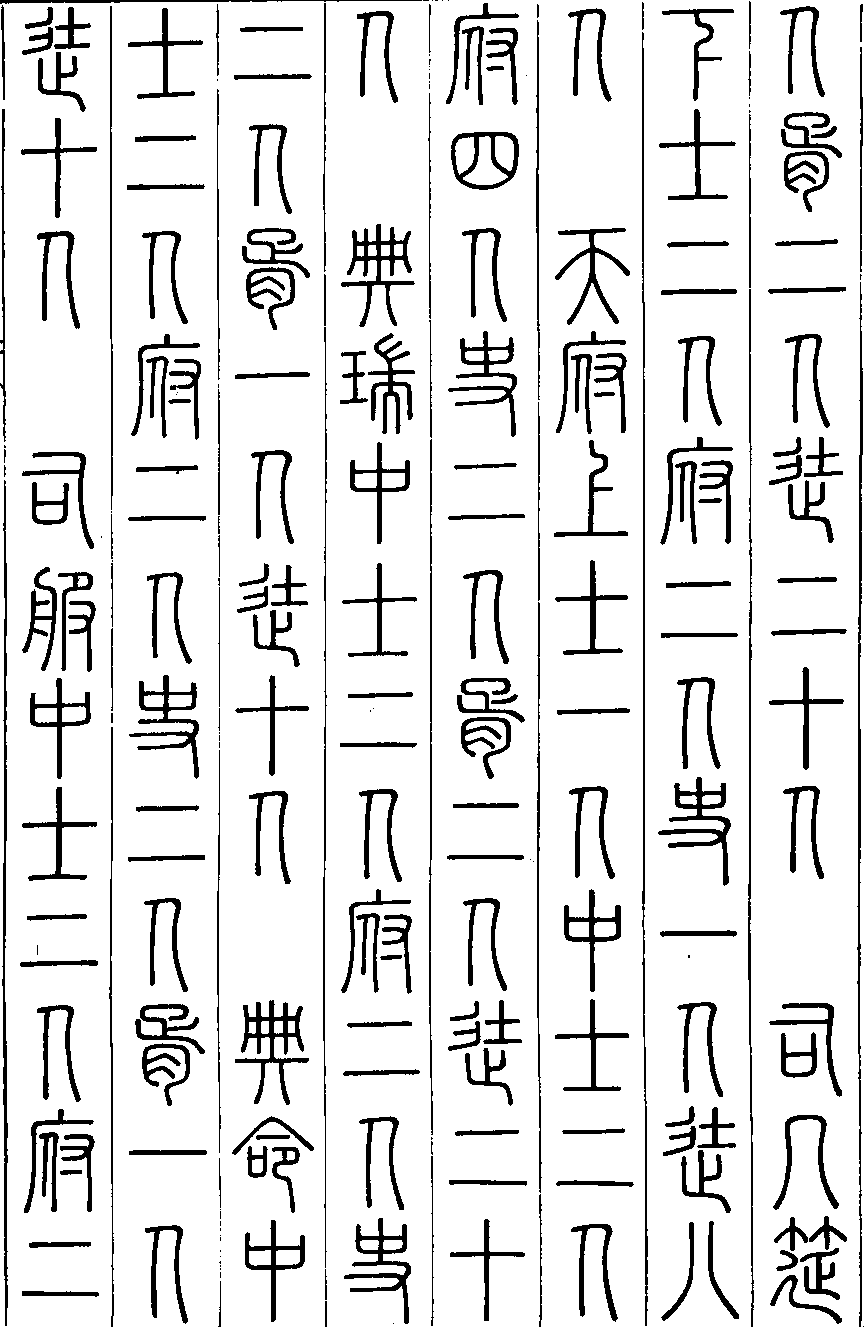 人胥二人徒二十人　司几筵
下士二人府二人史一人徒八
人　天府上士一人中士二人
府四人史二人胥二人徒二十
人　典瑞中士二人府二人史
二人胥一人徒十人　典命中
士二人府二人史二人胥一人
徒十人　司服中士二人府二